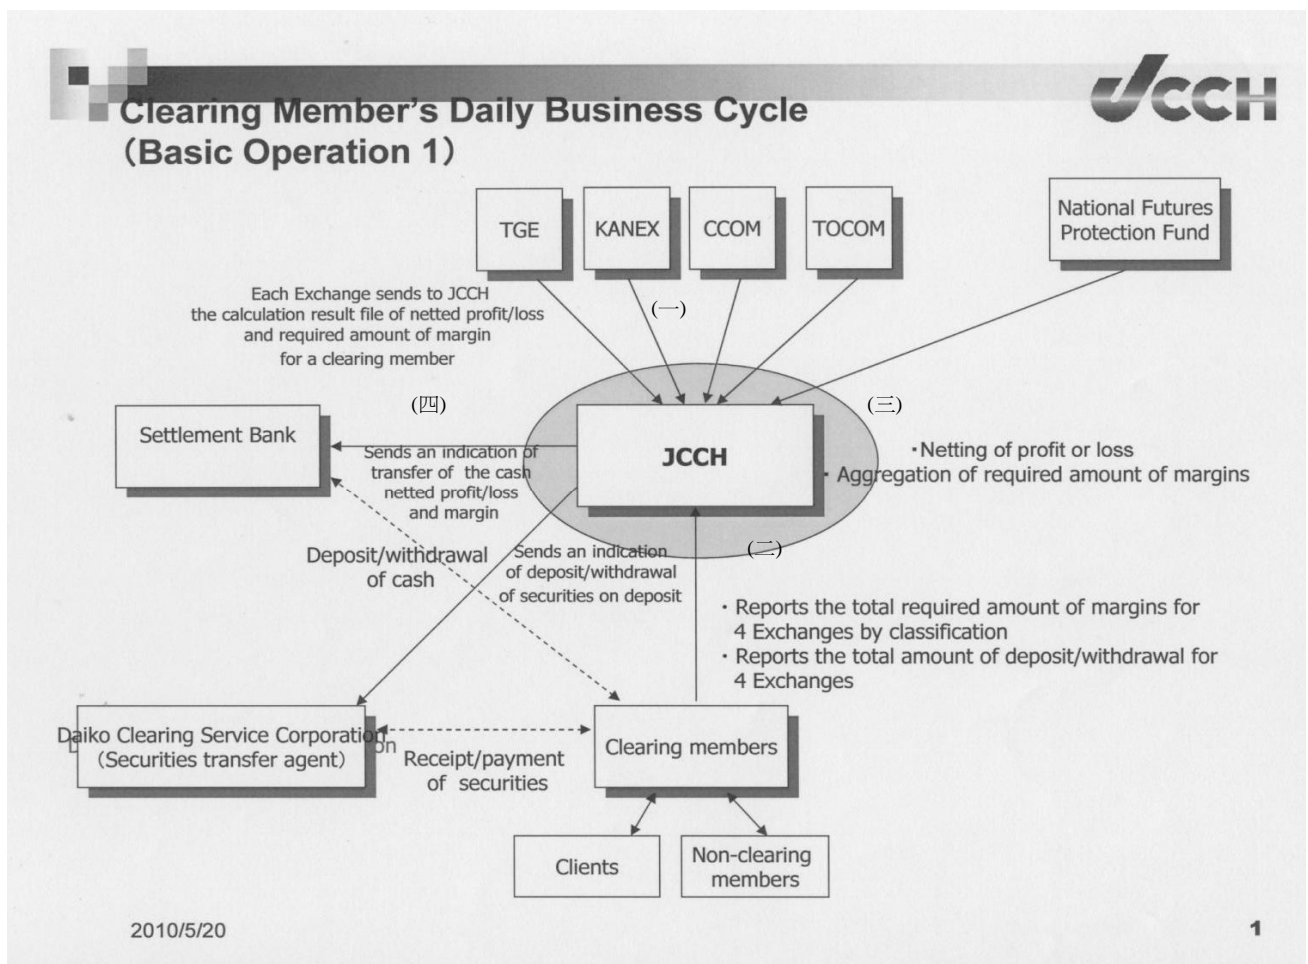 JCCH
Clearing Member's Daily Business Cycle
（Basic Operation 1）
TGE
KANEX
CCOM
TOCOM
National Futures
Protection Fund
Each Exchange sends to JCCH
the calculation result file of netted profit/loss
and required amount of margin
for a clearing member
(一)
(四)
(三)
Settlement Bank
JCCH
・Netting of profit or loss
・Aggregation of required amount of margins
Sends an indication of
transfer of the cash
netted profit/loss
and margin
(二)
Deposit/withdrawal
of cash
Sends an indication
of deposit/withdrawal
of securities on deposit
・Reports the total required amount of margins for
4 Exchanges by classification
・Reports the total amount of deposit/withdrawal for
4 Exchanges
Daiko Clearing Service Corporation
（Securities transfer agent）
Receipt/payment
of securities
Clearing members
Clients
Non-clearing
members
2010/5/20
1